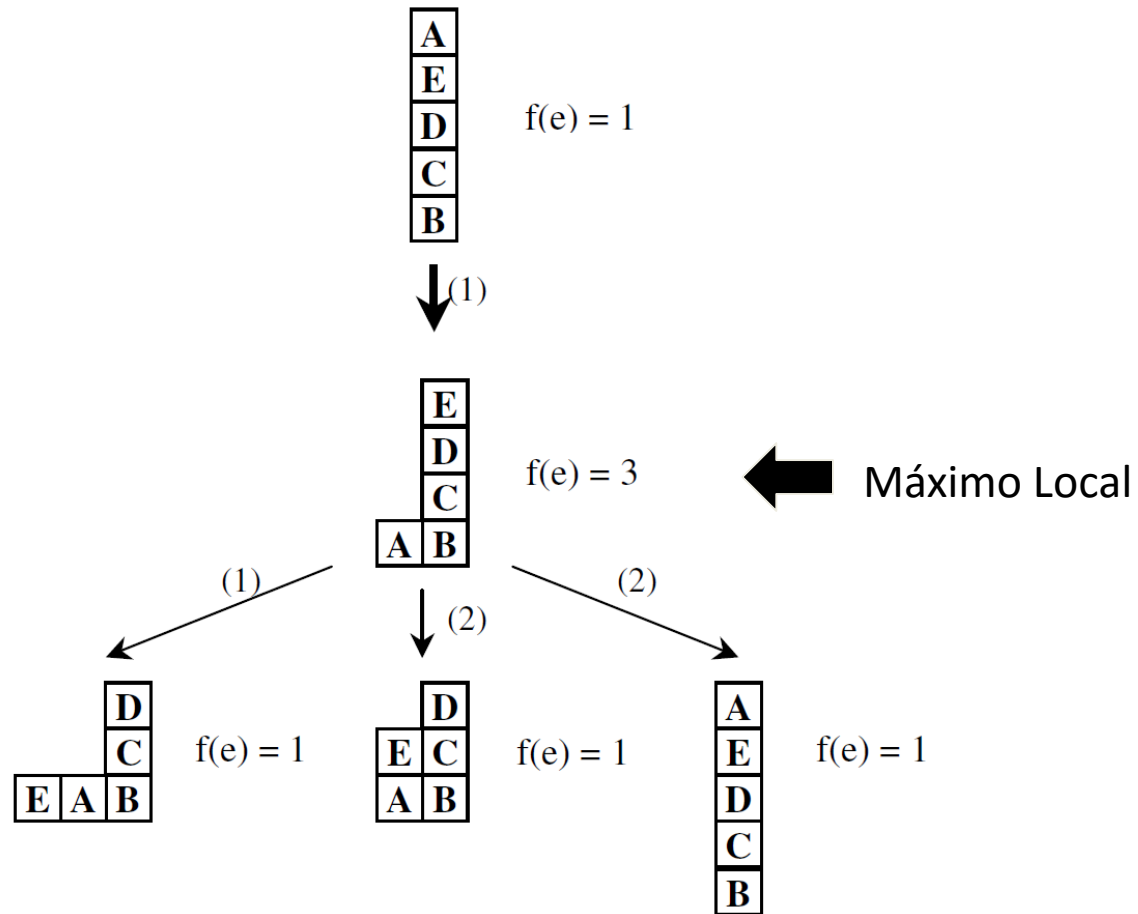 A
E
D f(e) = 1
C
B
(1)
E
D
C f(e) = 3 Máximo Local
A B
(1) (2) (2)
D D A
C f(e) = 1 E C f(e) = 1 E f(e) = 1
E A B A B D
C
B